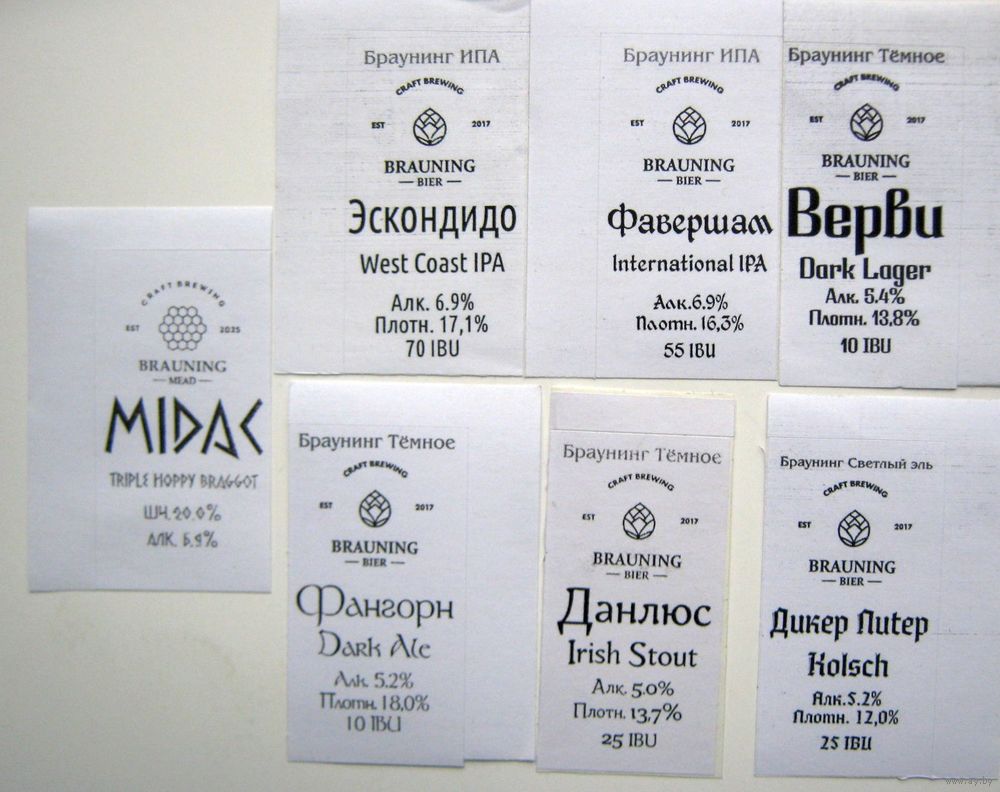 Браунинг ИПА
CRAFT BREWING
EST 2017
BRAUNING
BIER
Эскондидо
West Coast IPA
Алк. 6.9%
Плотн. 17,1%
70 IBU
Браунинг ИПА
CRAFT BREWING
EST 2017
BRAUNING
BIER
Фавершам
International IPA
Алк.6.9%
Плотн. 16,3%
55 IBU
Браунинг Тёмное
CRAFT BREWING
EST 2017
BRAUNING
BIER
Верви
Dark Lager
Алк. 5.4%
Плотн. 13,8%
10 IBU
CRAFT BREWING
EST 2025
BRAUNING
MEAD
МІDАС
TRIPLE HOPPY BRAGGOT
ШЧ.20.0%
АЛК. 6.9%
Браунинг Тёмное
CRAFT BREWING
EST 2017
BRAUNING
BIER
Фангорн
Dark Ale
Алк. 5.2%
Плотн. 18,0%
10 IBU
Браунинг Тёмное
CRAFT BREWING
EST 2017
BRAUNING
BIER
Данлюс
Irish Stout
Алк. 5.0%
Плотн. 13,7%
25 IBU
Браунинг Светлый эль
CRAFT BREWING
EST 2017
BRAUNING
BIER
Дикер Питер
Kolsch
Алк.5.2%
Плотн. 12,0%
25 IBU
www.ay.by